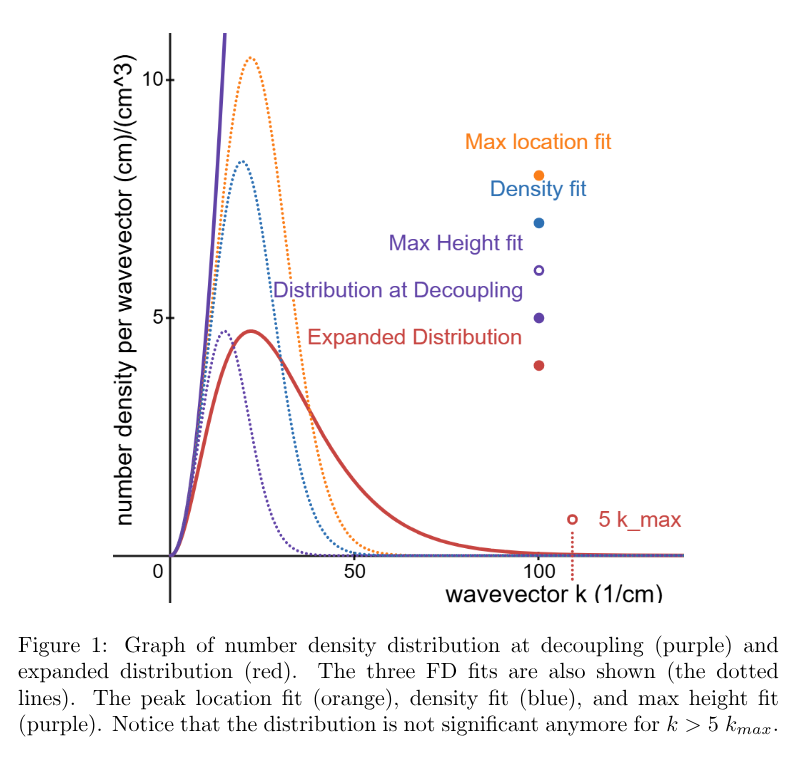 number density per wavevector (cm)/(cm^3)
10
5
0
50
100
wavevector k (1/cm)
Max location fit
Density fit
Max Height fit
Distribution at Decoupling
Expanded Distribution
5 k_max
Figure 1: Graph of number density distribution at decoupling (purple) and
expanded distribution (red). The three FD fits are also shown (the dotted
lines). The peak location fit (orange), density fit (blue), and max height fit
(purple). Notice that the distribution is not significant anymore for k > 5 kmax.